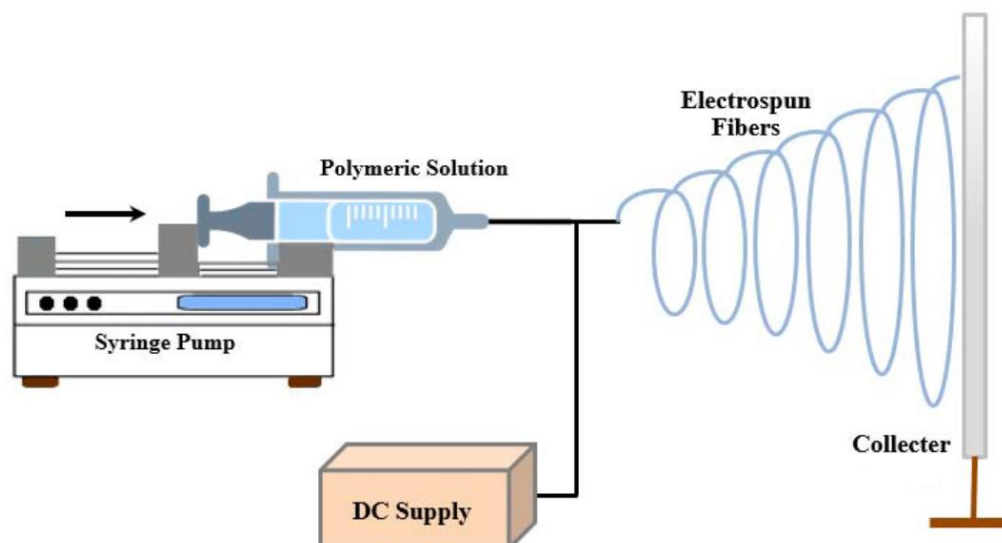 Electrospun
Fibers
Polymeric Solution
Syringe Pump
Collecter
DC Supply